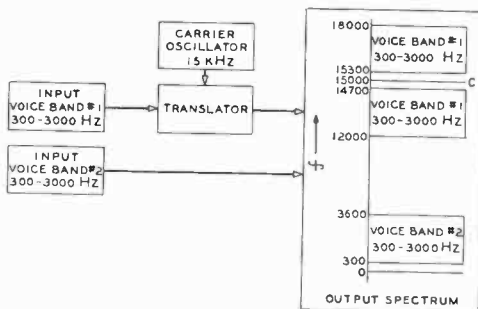 CARRIER
OSCILLATOR
15 KHz
INPUT
VOICE BAND #1
300-3000 Hz
TRANSLATOR
INPUT
VOICE BAND #2
300-3000 Hz
f
18000
VOICE BAND #1
300-3000 Hz
15300
15000
C
14700
VOICE BAND #1
300-3000 Hz
12000
3600
VOICE BAND #2
300-3000 Hz
300
0
OUTPUT SPECTRUM